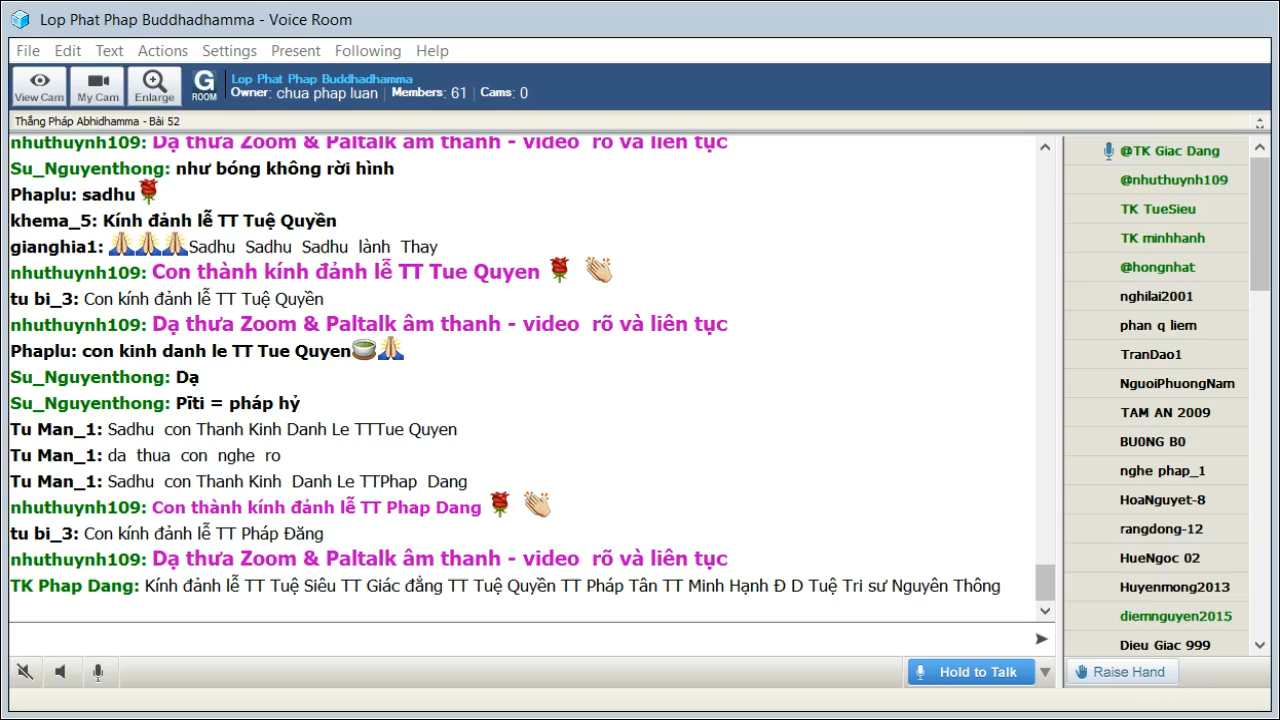 Lop Phat Phap Buddhadhamma - Voice Room
File Edit Text Actions Settings Present Following Help
View Cam My Cam Enlarge G ROOM
Lop Phat Phap Buddhadhamma
Owner: chua phap luan | Members: 61 | Cams: 0
Thắng Pháp Abhidhamma - Bài 52
nhuthuynh109: Dạ thưa Zoom & Paltalk âm thanh - video rõ và liên tục
Su_Nguyenthong: như bóng không rời hình
Phaplu: sadhu
khema_5: Kính đảnh lễ TT Tuệ Quyền
gianghia1: Sadhu Sadhu Sadhu lành Thay
nhuthuynh109: Con thành kính đảnh lễ TT Tue Quyen
tu bi_3: Con kính đảnh lễ TT Tuệ Quyền
nhuthuynh109: Dạ thưa Zoom & Paltalk âm thanh - video rõ và liên tục
Phaplu: con kinh danh le TT Tue Quyen
Su_Nguyenthong: Dạ
Su_Nguyenthong: Pīti = pháp hỷ
Tu Man_1: Sadhu con Thanh Kinh Danh Le TTTue Quyen
Tu Man_1: da thua con nghe ro
Tu Man_1: Sadhu con Thanh Kinh Danh Le TTPhap Dang
nhuthuynh109: Con thành kính đảnh lễ TT Phap Dang
tu bi_3: Con kính đảnh lễ TT Pháp Đăng
nhuthuynh109: Dạ thưa Zoom & Paltalk âm thanh - video rõ và liên tục
TK Phap Dang: Kính đảnh lễ TT Tuệ Siêu TT Giác đẳng TT Tuệ Quyền TT Pháp Tân TT Minh Hạnh Đ D Tuệ Tri sư Nguyên Thông
@TK Giac Dang
@nhuthuynh109
TK TueSieu
TK minhhanh
@hongnhat
nghilai2001
phan q liem
TranDao1
NguoiPhuongNam
TAM AN 2009
BU0NG B0
nghe phap_1
HoaNguyet-8
rangdong-12
HueNgoc 02
Huyenmong2013
diemnguyen2015
Dieu Giac 999
Hold to Talk
Raise Hand